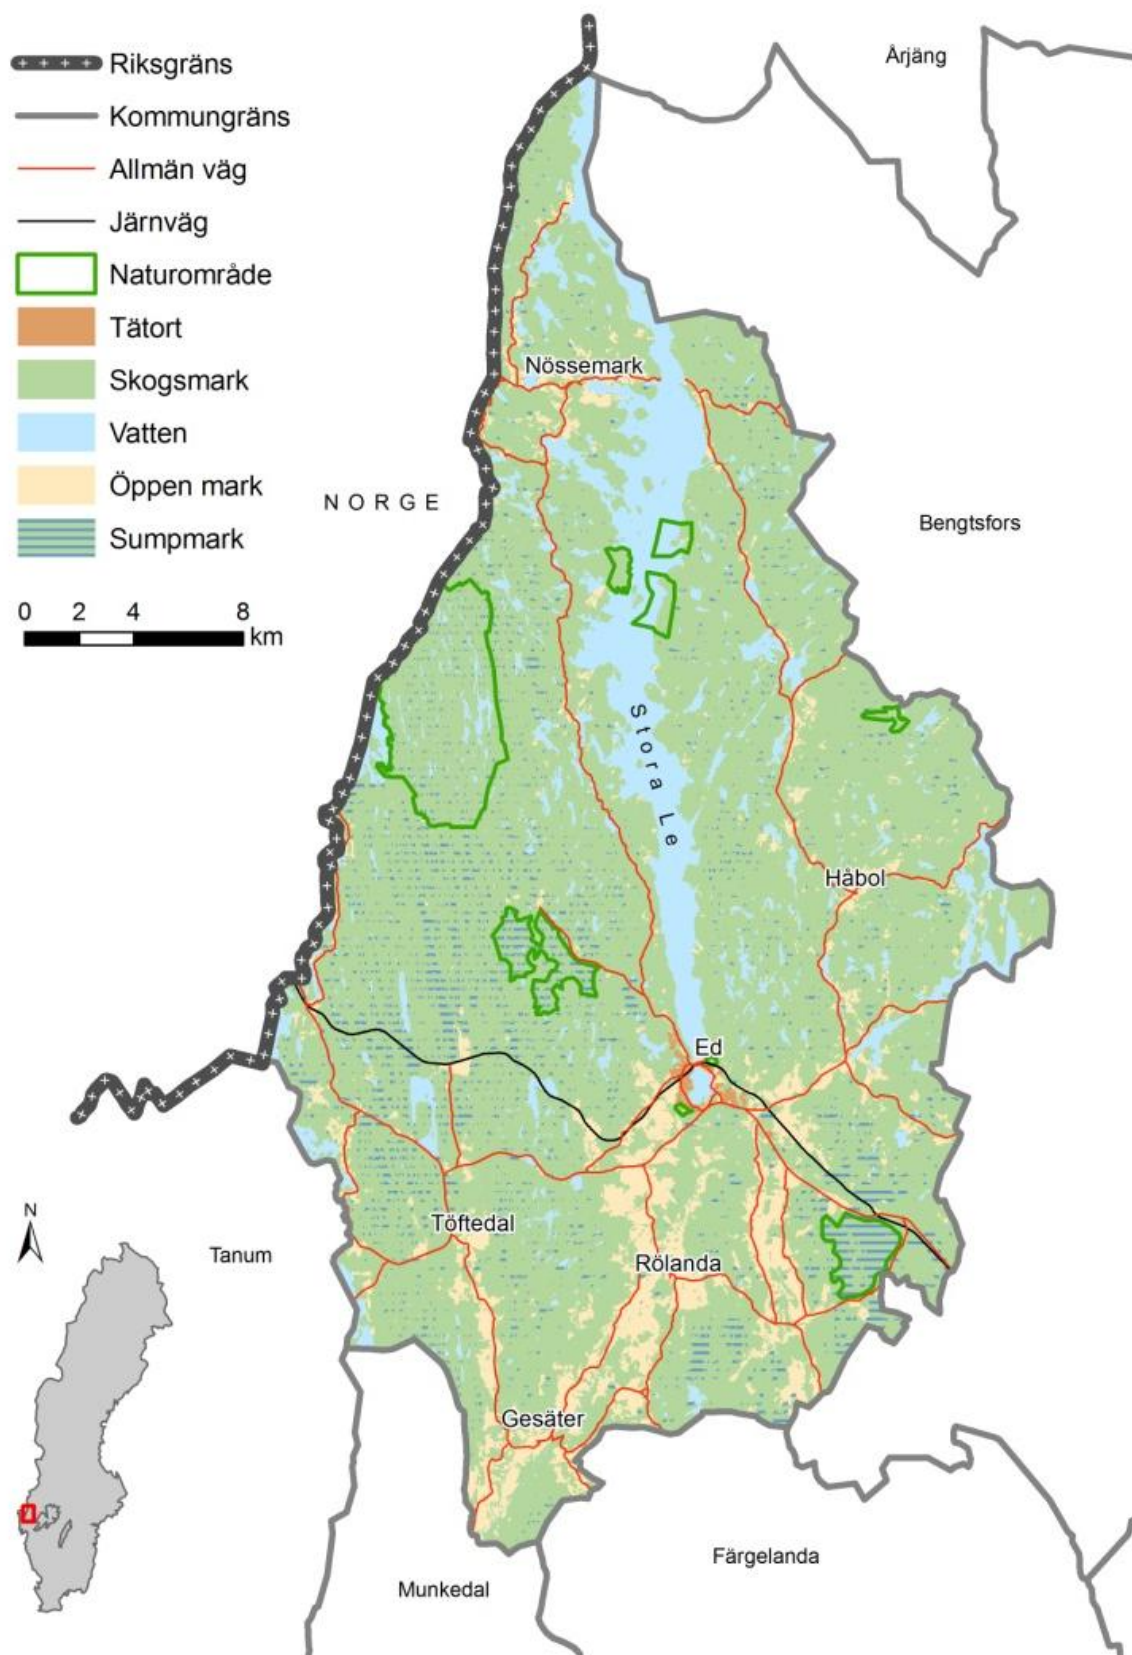 Riksgräns
Kommungräns
Allmän väg
Järnväg
Naturområde
Tätort
Skogsmark
Vatten
Öppen mark
Sumpmark
0 2 4 8
km
Årjäng
Nössemark
NORGE
Bengtsfors
Stora Le
Håbol
Ed
Töftedal
Tanum
Rölanda
Gesäter
Färgelanda
Munkedal
N